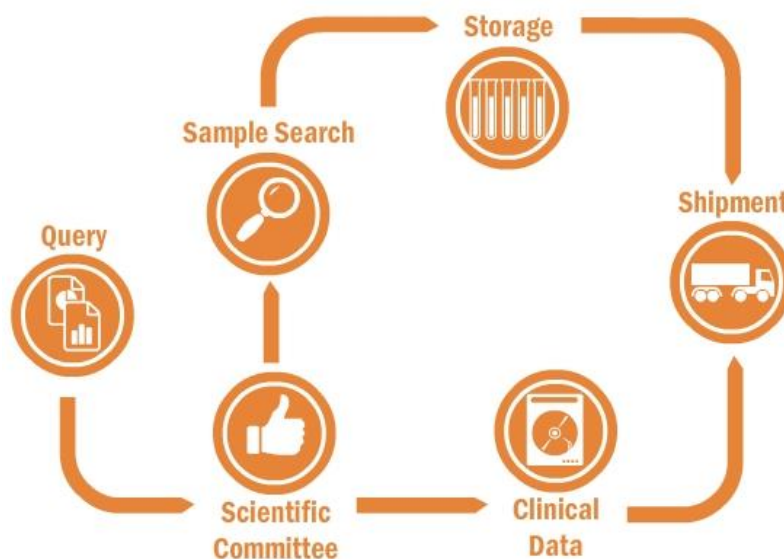 Storage
Sample Search
Shipment
Query
Scientific
Committee
Clinical
Data